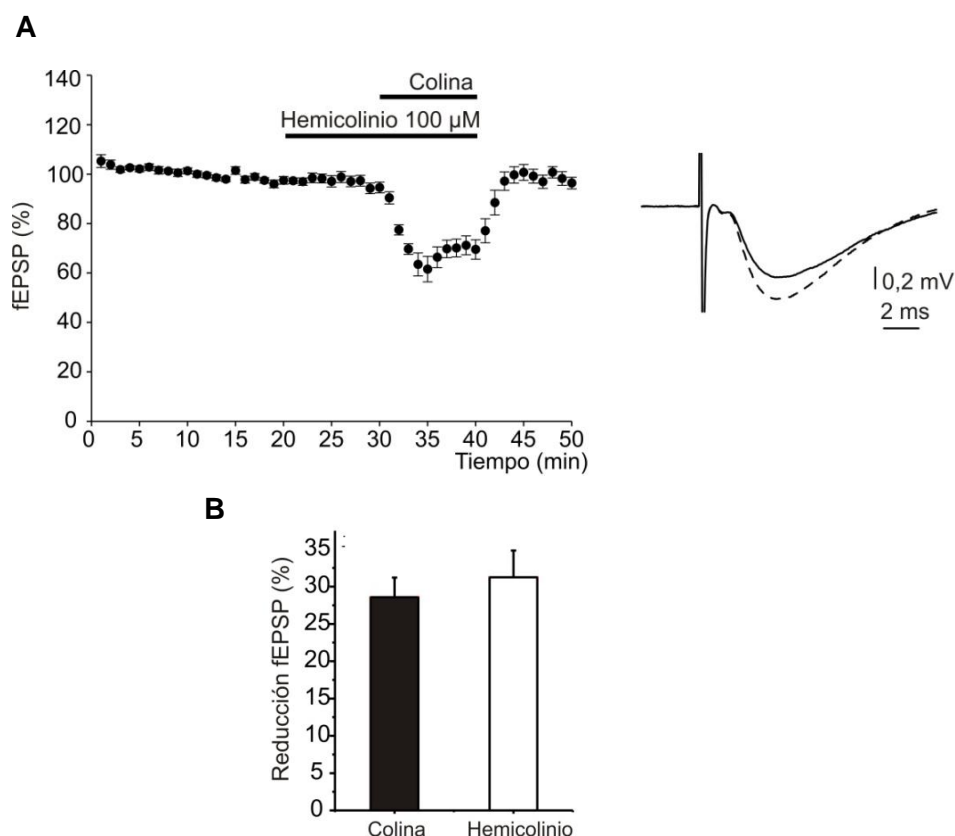 A
fEPSP (%)
140
120
100
80
60
40
20
0
Colina
Hemicolinio 100 µM
0 5 10 15 20 25 30 35 40 45 50
Tiempo (min)
0,2 mV
2 ms
B
Reducción fEPSP (%)
35
30
25
20
15
10
5
0
Colina Hemicolinio